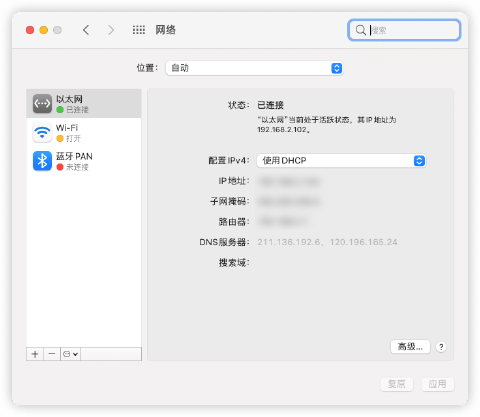 网络
搜索
位置: 自动
以太网
已连接
Wi-Fi
打开
蓝牙 PAN
未连接
状态: 已连接
“以太网”当前处于活跃状态，其 IP 地址为
192.168.2.102。
配置 IPv4: 使用 DHCP
IP 地址:
子网掩码:
路由器:
DNS 服务器: 211.136.192.6，120.196.165.24
搜索域:
高级... ?
复原 应用